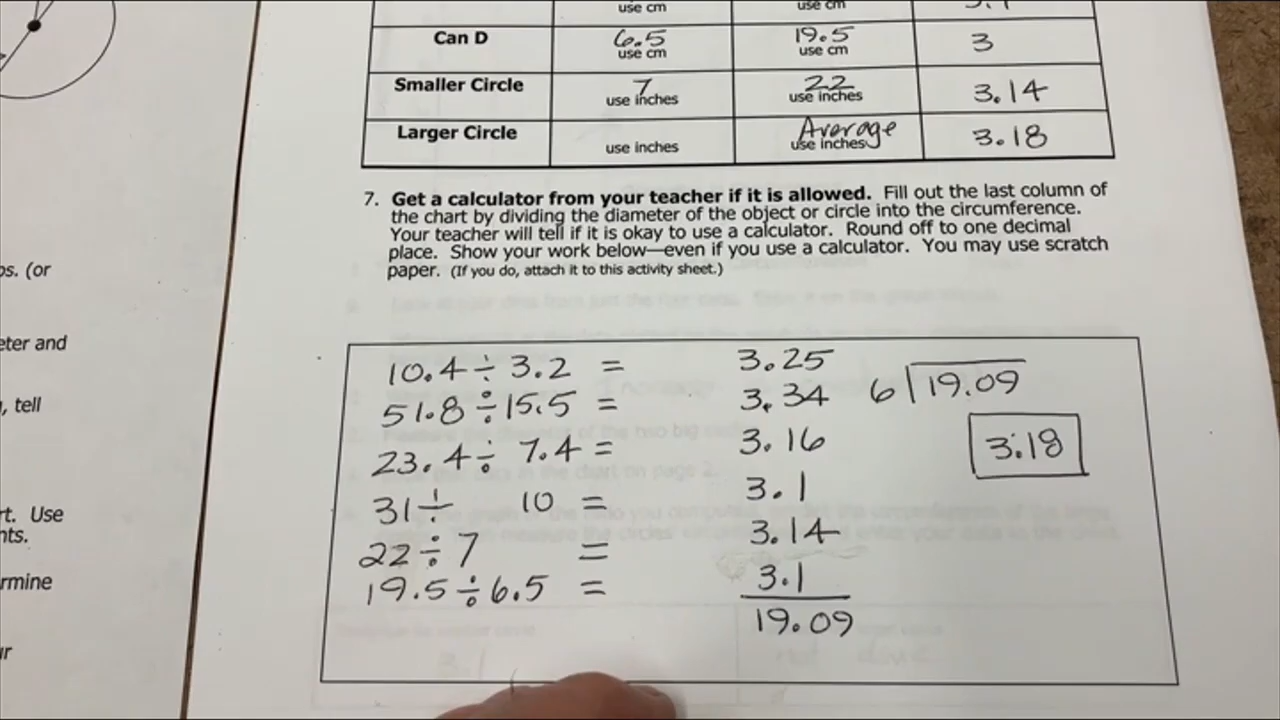 use cm use cm 3.1
Can D 6.5 use cm 19.5 use cm 3
Smaller Circle 7 use inches 22 use inches 3.14
Larger Circle use inches Average use inches 3.18
7. Get a calculator from your teacher if it is allowed. Fill out the last column of
the chart by dividing the diameter of the object or circle into the circumference.
Your teacher will tell if it is okay to use a calculator. Round off to one decimal
place. Show your work below—even if you use a calculator. You may use scratch
paper. (If you do, attach it to this activity sheet.)
10.4 ÷ 3.2 = 3.25
51.8 ÷ 15.5 = 3.34
23.4 ÷ 7.4 = 3.16
31 ÷ 10 = 3.1
22 ÷ 7 = 3.14
19.5 ÷ 6.5 = 3.1
19.09
6 19.09
3.18
ps. (or
eter and
, tell
rt. Use
nts.
rmine
ur